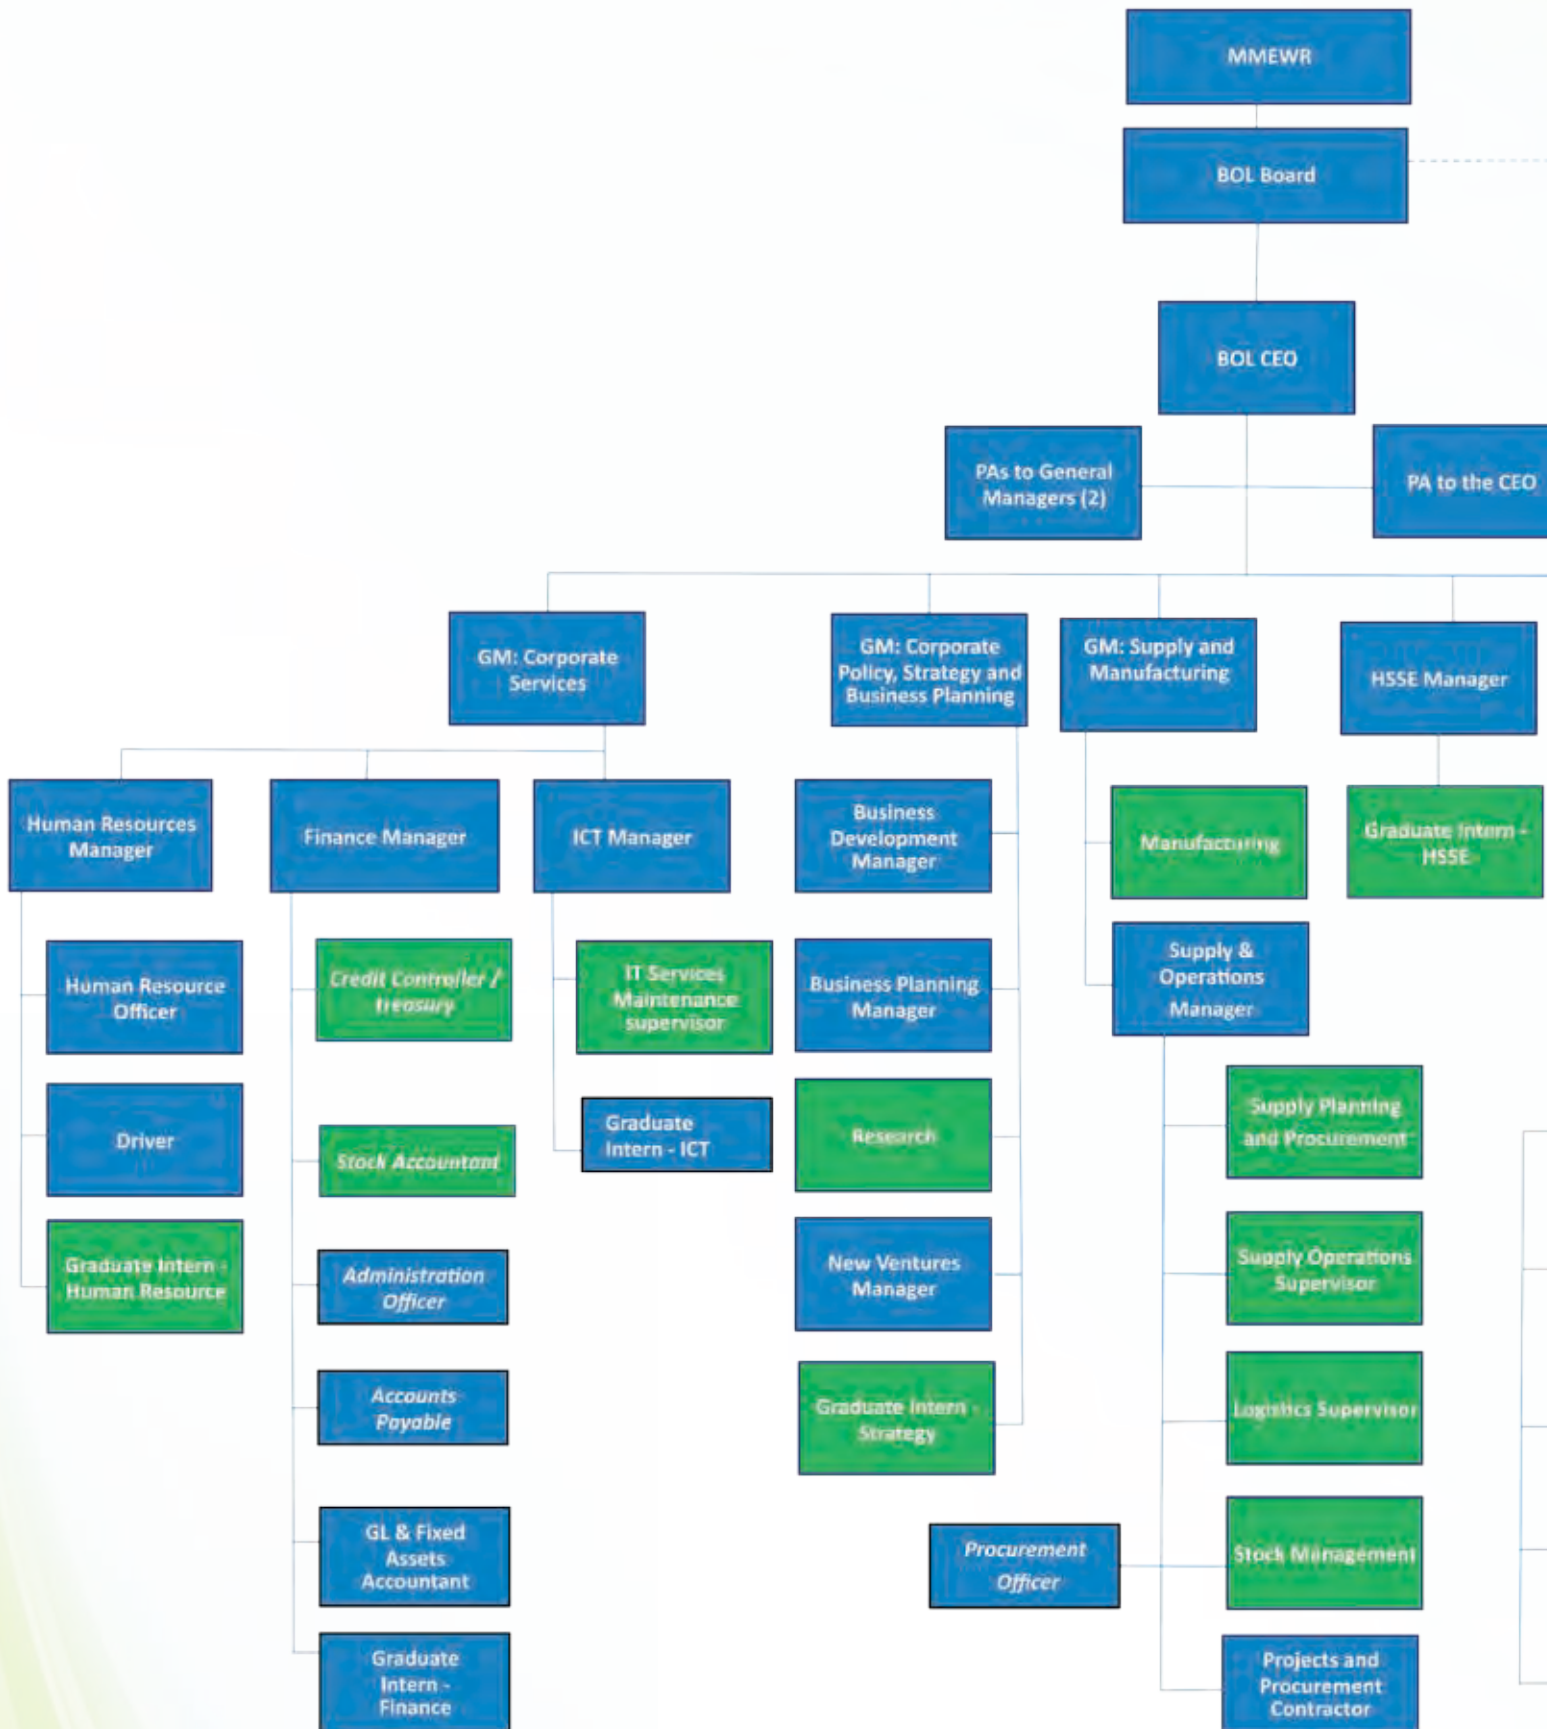 MMEWR
BOL Board
BOL CEO
PAs to General
Managers (2)
PA to the CEO
GM: Corporate
Services
GM: Corporate
Policy, Strategy and
Business Planning
GM: Supply and
Manufacturing
HSSE Manager
Human Resources
Manager
Finance Manager
ICT Manager
Business
Development
Manager
Manufacturing
Graduate Intern -
HSSE
Human Resource
Officer
Credit Controller /
treasury
IT Services
Maintenance
supervisor
Business Planning
Manager
Supply &
Operations
Manager
Driver
Stock Accountant
Graduate
Intern - ICT
Research
Supply Planning
and Procurement
Graduate Intern -
Human Resource
Administration
Officer
New Ventures
Manager
Supply Operations
Supervisor
Accounts
Payable
Graduate Intern -
Strategy
Logistics Supervisor
GL & Fixed
Assets
Accountant
Procurement
Officer
Stock Management
Graduate
Intern -
Finance
Projects and
Procurement
Contractor